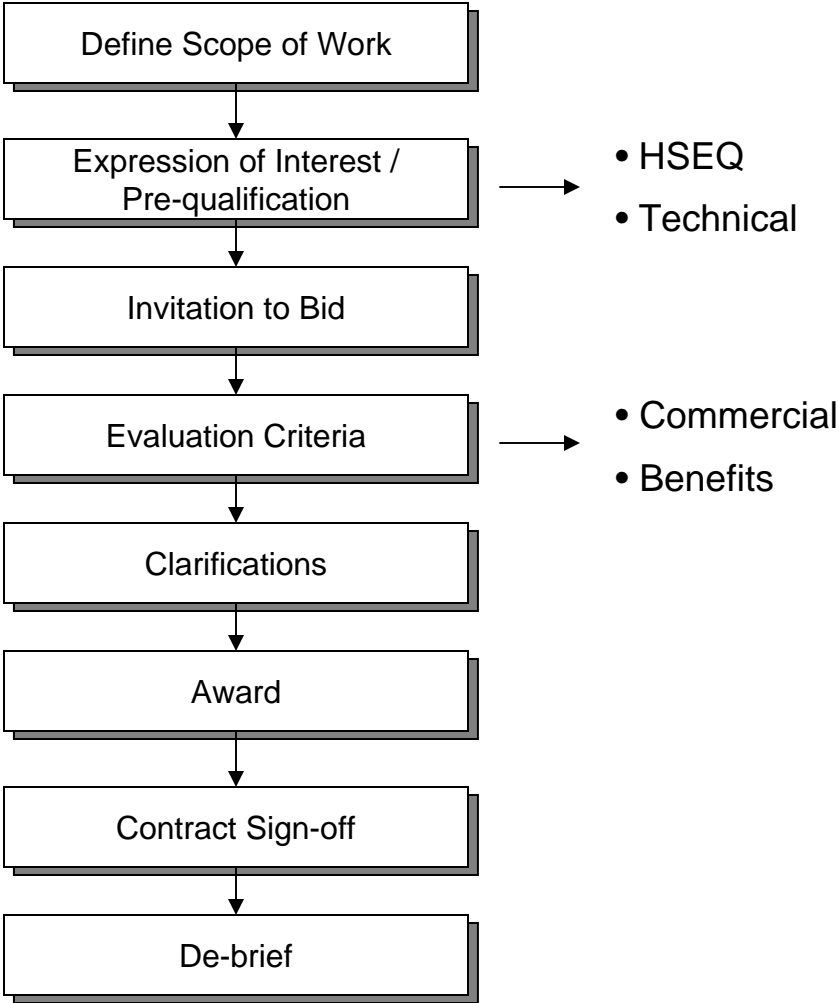 Define Scope of Work
Expression of Interest /
Pre-qualification
• HSEQ
• Technical
Invitation to Bid
Evaluation Criteria
• Commercial
• Benefits
Clarifications
Award
Contract Sign-off
De-brief